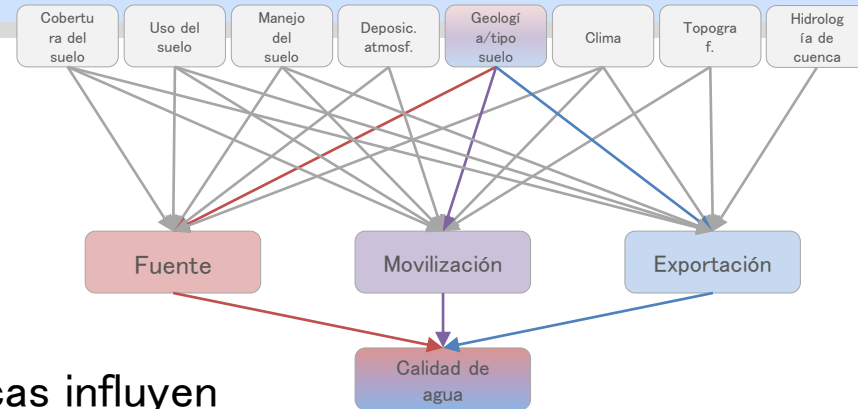 Cobertu
ra del
suelo
Uso del
suelo
Manejo
del
suelo
Deposic.
atmosf.
Geologí
a/tipo
suelo
Clima
Topogra
f.
Hidrolog
ía de
cuenca
Fuente
Movilización
Exportación
Calidad de
agua
cas influyen